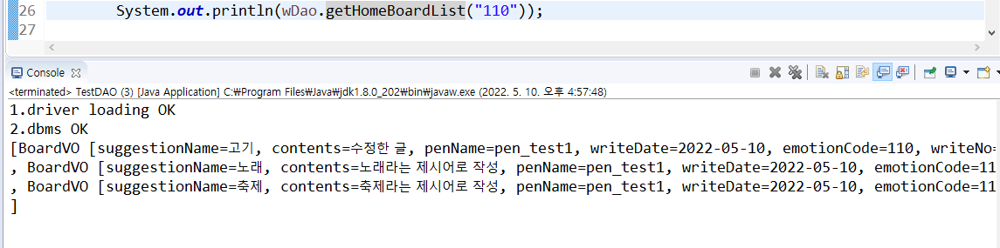 26 System.out.println(wDao.getHomeBoardList("110"));
27
Console
<terminated> TestDAO (3) [Java Application] C:₩Program Files₩Java₩jdk1.8.0_202₩bin₩javaw.exe (2022. 5. 10. 오후 4:57:48)
1.driver loading OK
2.dbms OK
[BoardVO [suggestionName=고기, contents=수정한 글, penName=pen_test1, writeDate=2022-05-10, emotionCode=110, writeNo=
, BoardVO [suggestionName=노래, contents=노래라는 제시어로 작성, penName=pen_test1, writeDate=2022-05-10, emotionCode=11
, BoardVO [suggestionName=축제, contents=축제라는 제시어로 작성, penName=pen_test1, writeDate=2022-05-10, emotionCode=11
]